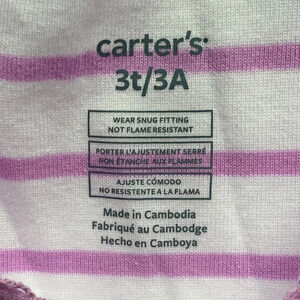 carter's
3t/3A
WEAR SNUG FITTING
NOT FLAME RESISTANT
PORTER L'AJUSTEMENT SERRÉ
NON ÉTANCHE AUX FLAMMES
AJUSTE CÓMODO
NO RESISTENTE A LA FLAMA
Made in Cambodia
Fabriqué au Cambodge
Hecho en Camboya